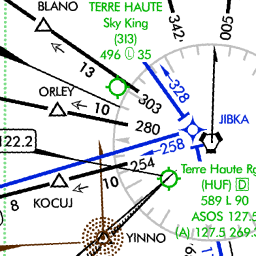 BLANO
TERRE HAUTE
Sky King
(313)
496 Ⓛ 35
342
005
13
328
ORLEY
10
303
280
JIBKA
122.2
258
254
Terre Haute Rg
(HUF) D
589 L 90
ASOS 127.5
(A) 127.5 269.
10
KOCUJ
8
YINNO